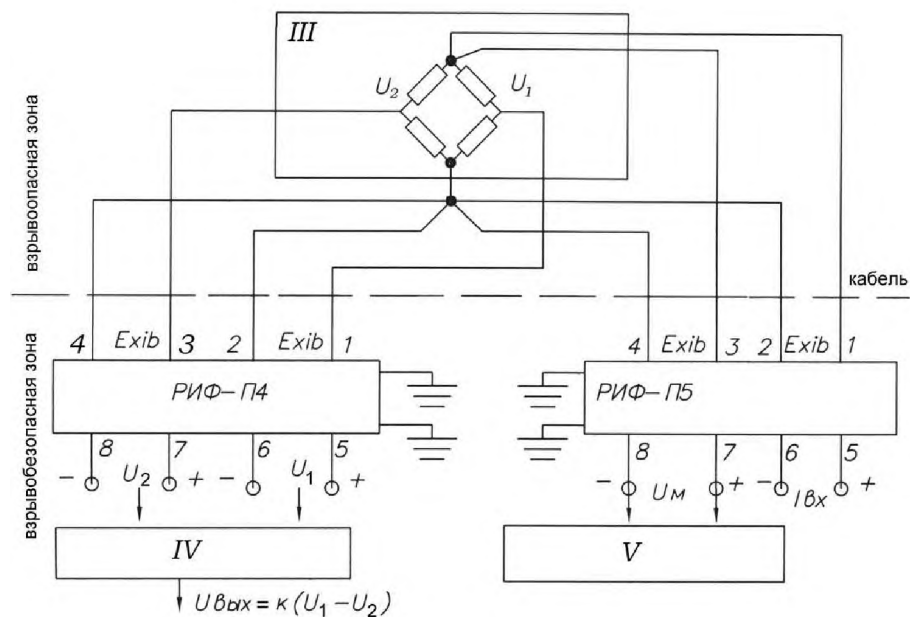 III
U₂ U₁
взрывоопасная зона
кабель
взрывобезопасная зона
4 Exib 3 2 Exib 1
4 Exib 3 2 Exib 1
РИФ-П4
РИФ-П5
8 7 6 5
8 7 6 5
- U₂ + - U₁ +
- Uм + - Iвх +
IV
V
Uвых = к (U₁ - U₂)